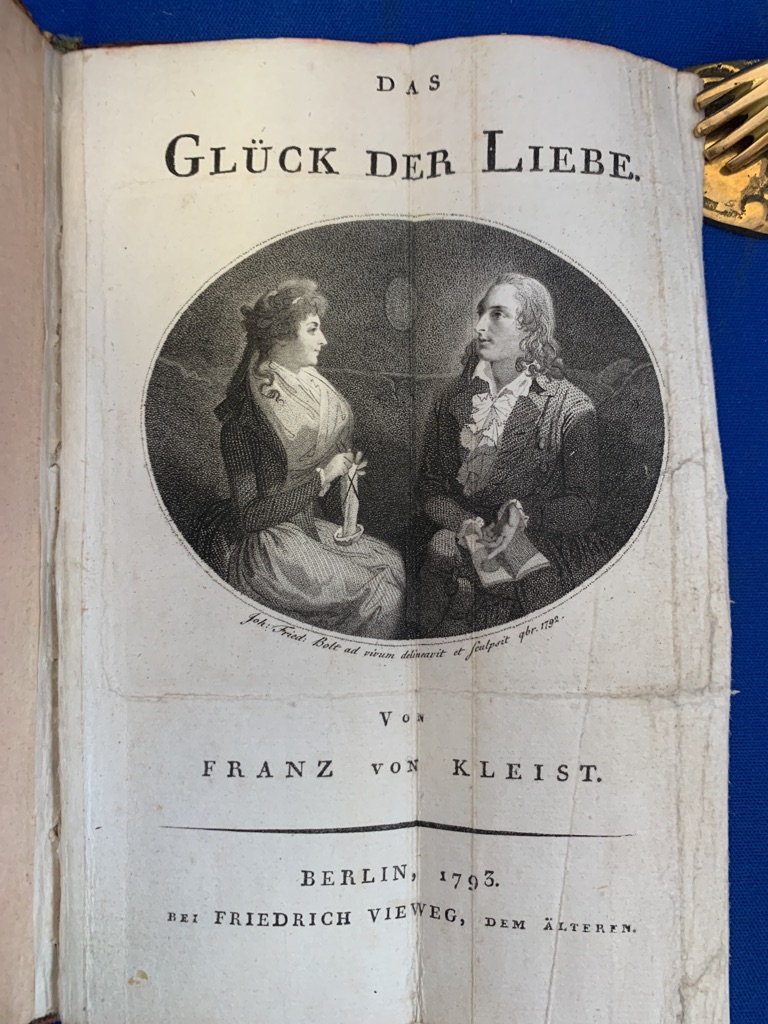 DAS
GLÜCK DER LIEBE.
Joh: Fried: Bolt ad vivum delineavit et sculpsit 9br. 1792.
VON
FRANZ VON KLEIST.
BERLIN, 1793.
BEI FRIEDRICH VIEWEG, DEM ÄLTEREN.